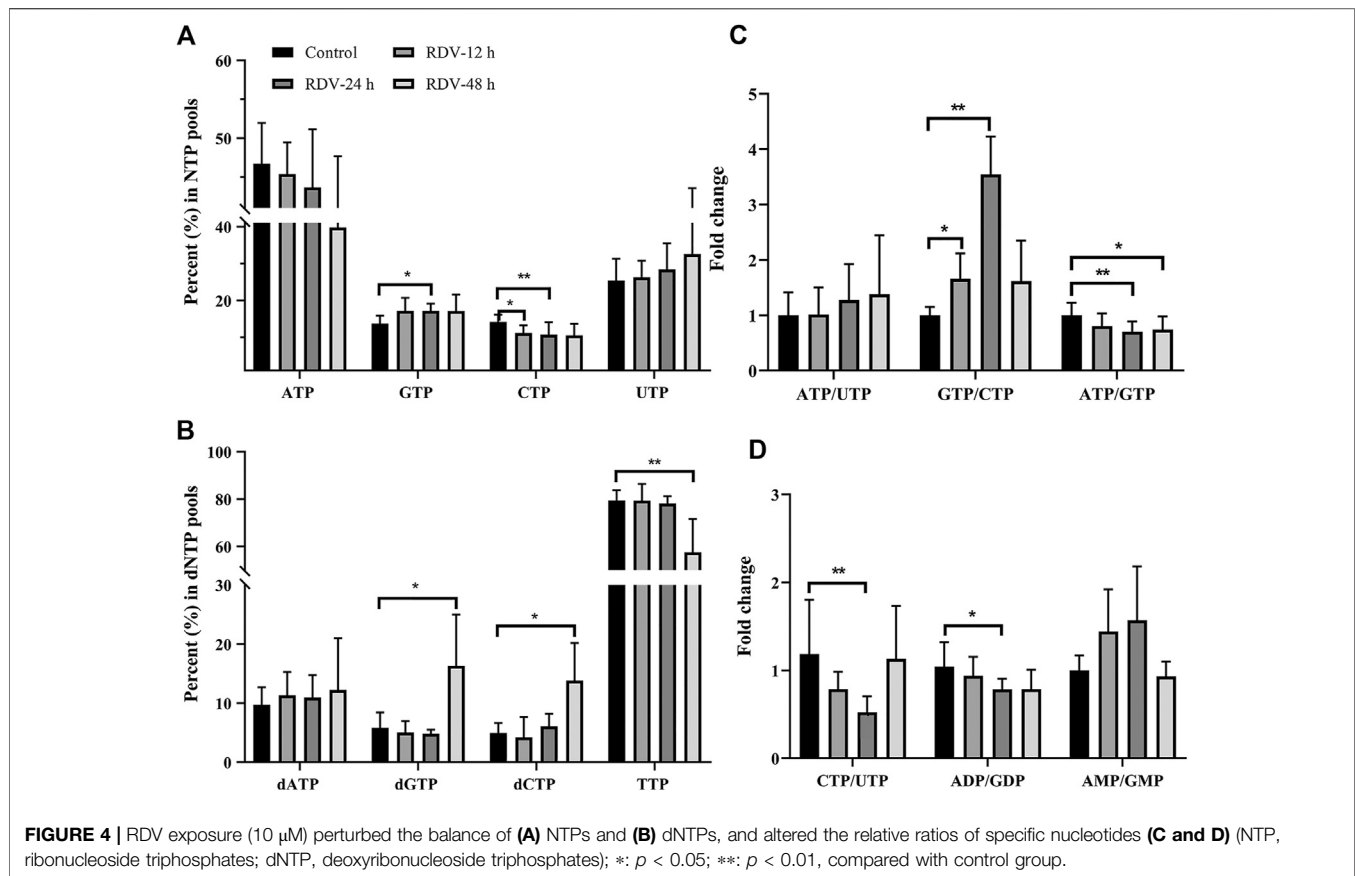 A
Control
RDV-12 h
RDV-24 h
RDV-48 h
Percent (%) in NTP pools
60
50
40
20
*
*
**
ATP
GTP
CTP
UTP
C
Fold change
5
4
3
2
1
0
*
**
**
*
ATP/UTP
GTP/CTP
ATP/GTP
B
Percent (%) in dNTP pools
100
80
60
30
20
10
0
*
*
**
dATP
dGTP
dCTP
TTP
D
Fold change
3
2
1
0
**
*
CTP/UTP
ADP/GDP
AMP/GMP
FIGURE 4 | RDV exposure (10 μM) perturbed the balance of (A) NTPs and (B) dNTPs, and altered the relative ratios of specific nucleotides (C and D) (NTP,
ribonucleoside triphosphates; dNTP, deoxyribonucleoside triphosphates); ∗: p < 0.05; ∗∗: p < 0.01, compared with control group.